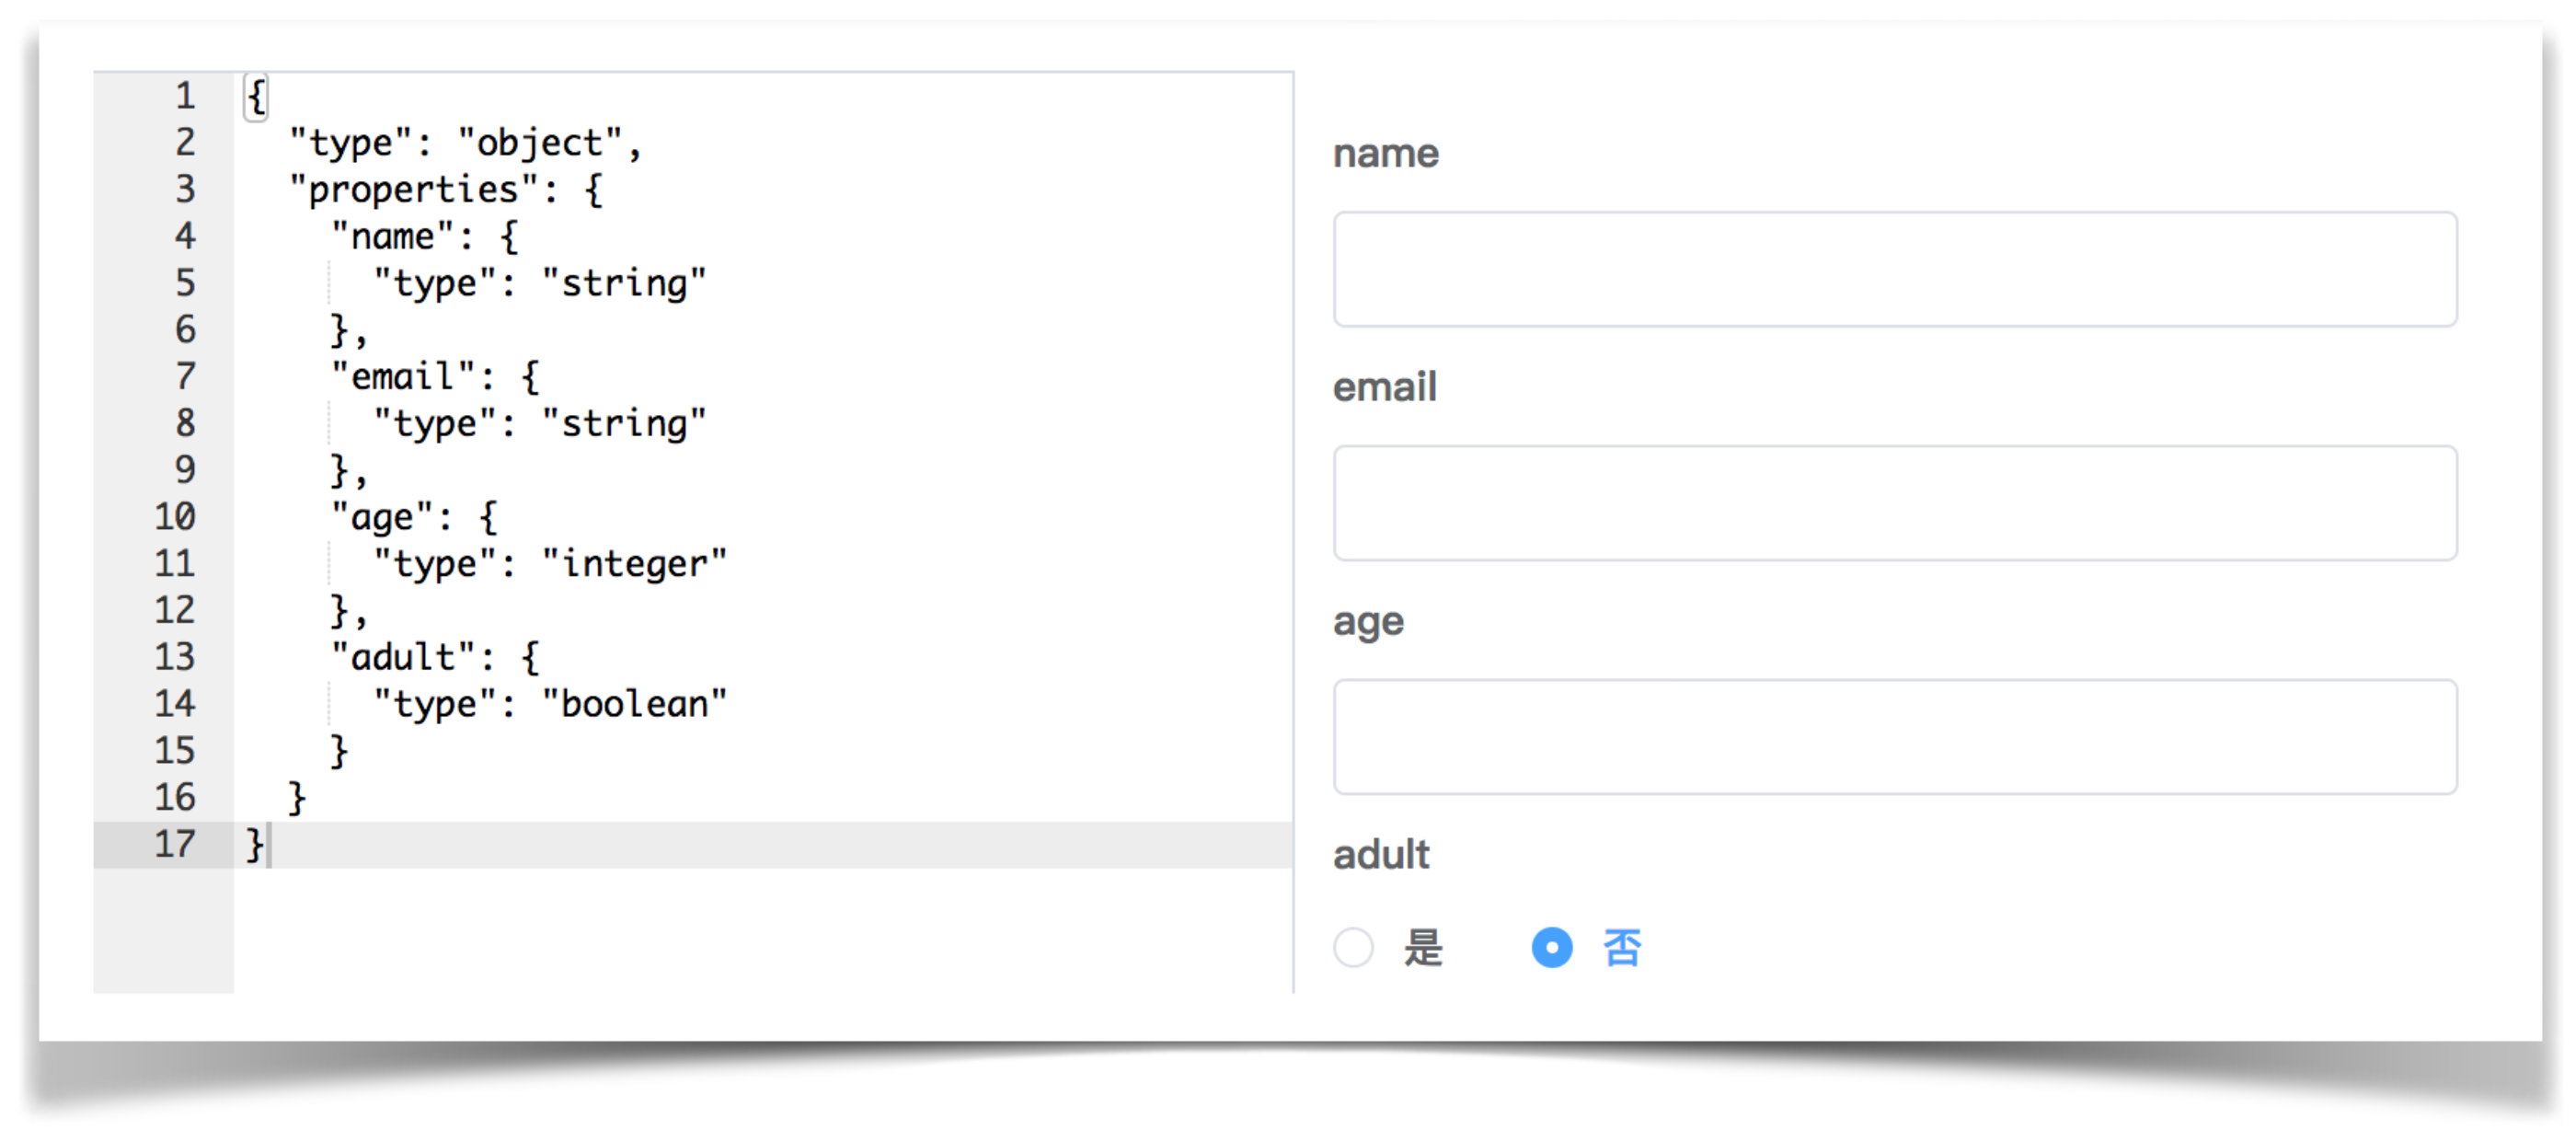 1 {
2   "type": "object",
3   "properties": {
4     "name": {
5       "type": "string"
6     },
7     "email": {
8       "type": "string"
9     },
10     "age": {
11       "type": "integer"
12     },
13     "adult": {
14       "type": "boolean"
15     }
16   }
17 }
name
email
age
adult
是 否